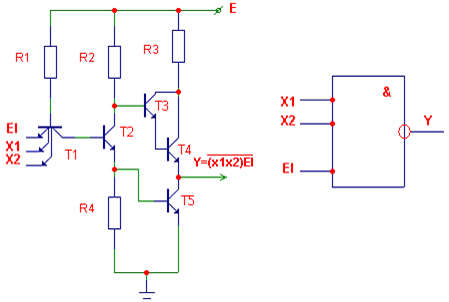 E
R1
R2
R3
&
T3
X1
EI
X2
Y
X1
T2
X2
T1
T4
Y=(x1x2)EI
EI
R4
T5